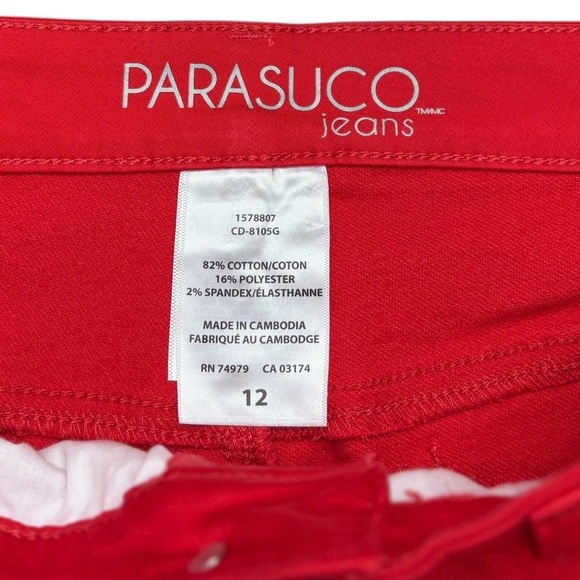 PARASUCO
TM/MC
jeans
1578807
CD-8105G
82% COTTON/COTON
16% POLYESTER
2% SPANDEX/ÉLASTHANNE
MADE IN CAMBODIA
FABRIQUÉ AU CAMBODGE
RN 74979 CA 03174
12